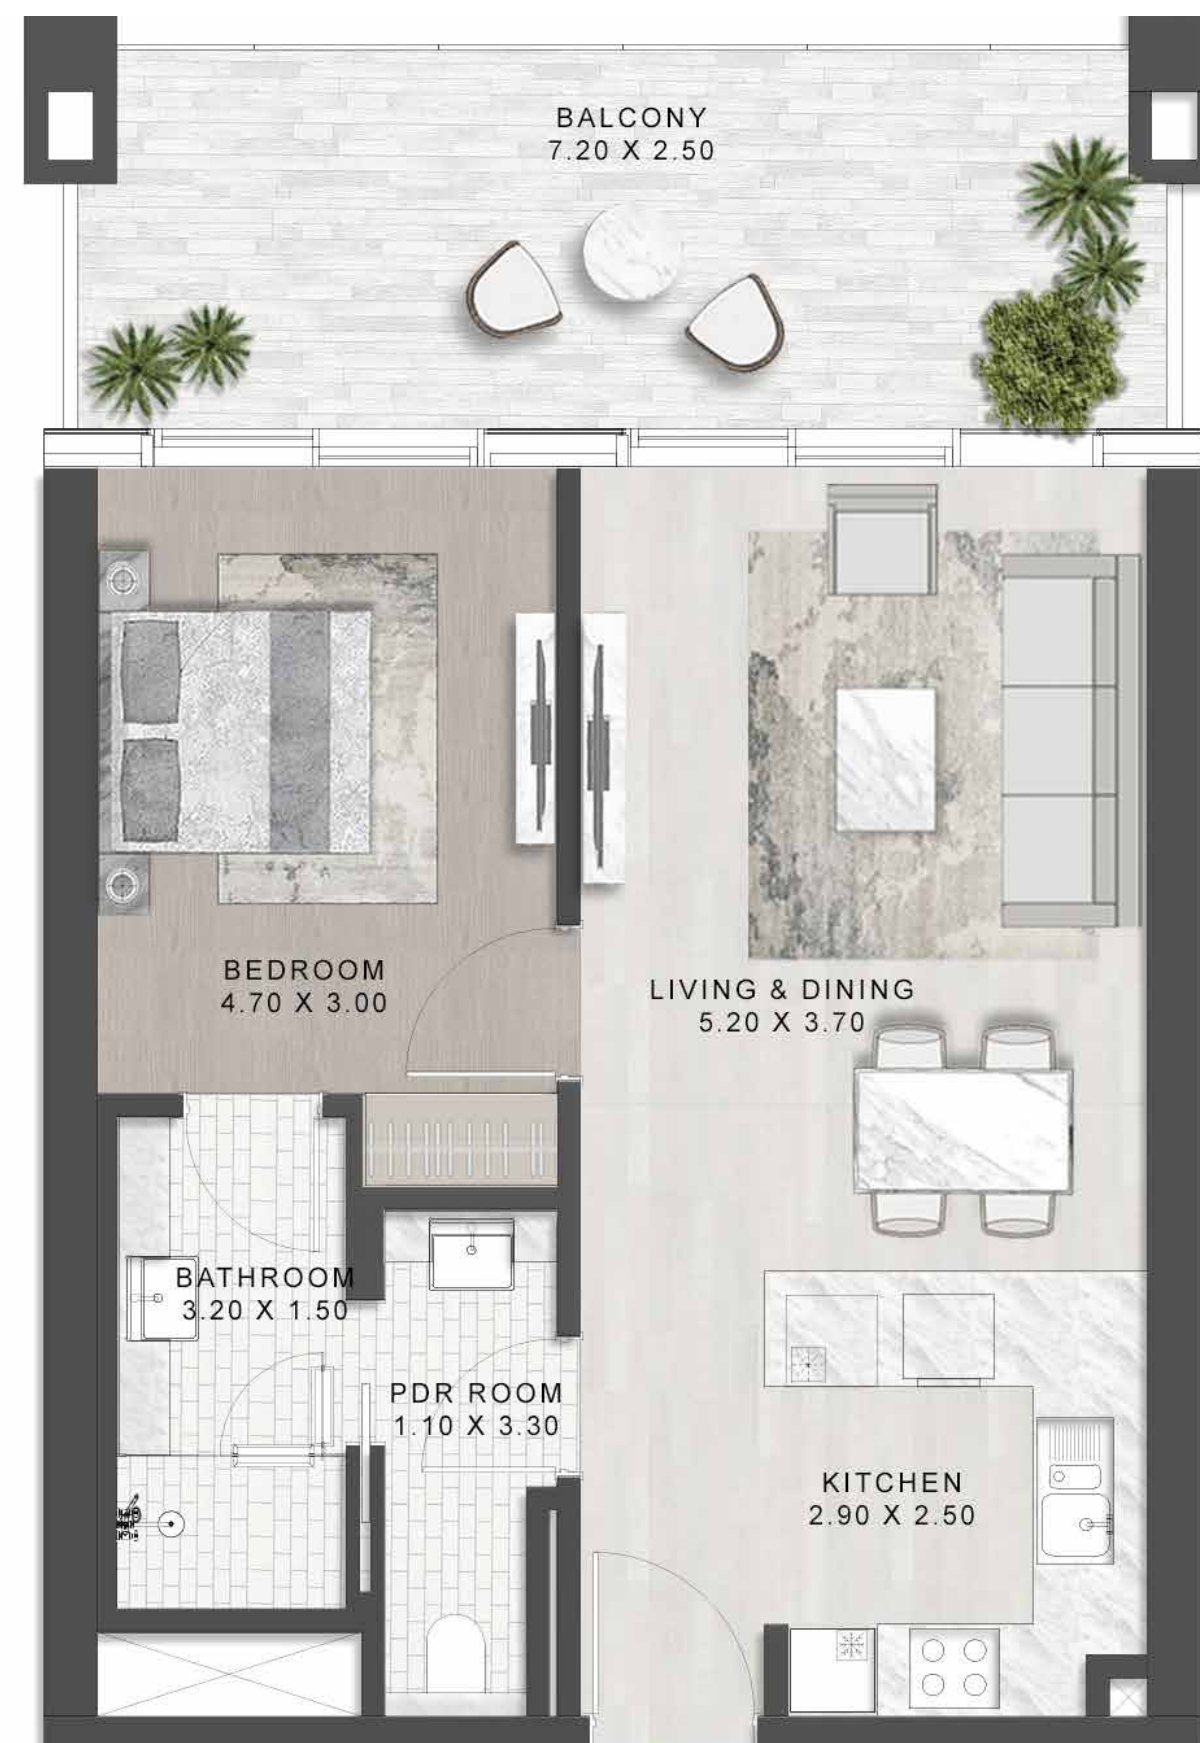 BALCONY
7.20 X 2.50
BEDROOM
4.70 X 3.00
LIVING & DINING
5.20 X 3.70
BATHROOM
3.20 X 1.50
PDR ROOM
1.10 X 3.30
KITCHEN
2.90 X 2.50